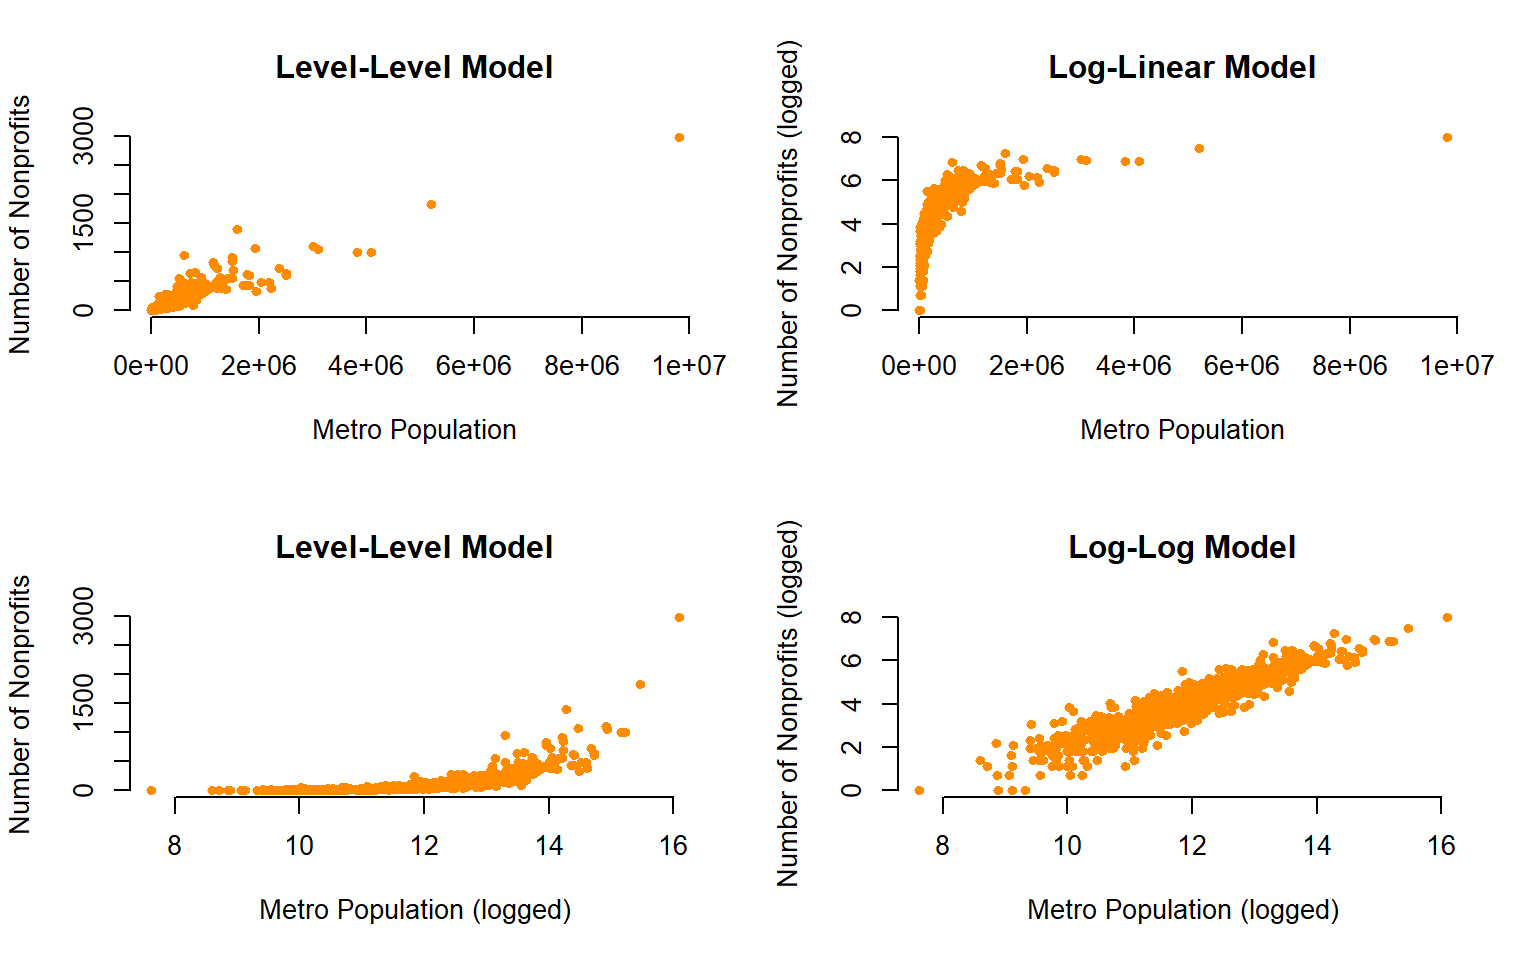 Level-Level Model
Number of Nonprofits
3000
1500
0
0e+00 2e+06 4e+06 6e+06 8e+06 1e+07
Metro Population
Log-Linear Model
Number of Nonprofits (logged)
8
6
4
2
0
0e+00 2e+06 4e+06 6e+06 8e+06 1e+07
Metro Population
Level-Level Model
Number of Nonprofits
3000
1500
0
8 10 12 14 16
Metro Population (logged)
Log-Log Model
Number of Nonprofits (logged)
8
6
4
2
0
8 10 12 14 16
Metro Population (logged)